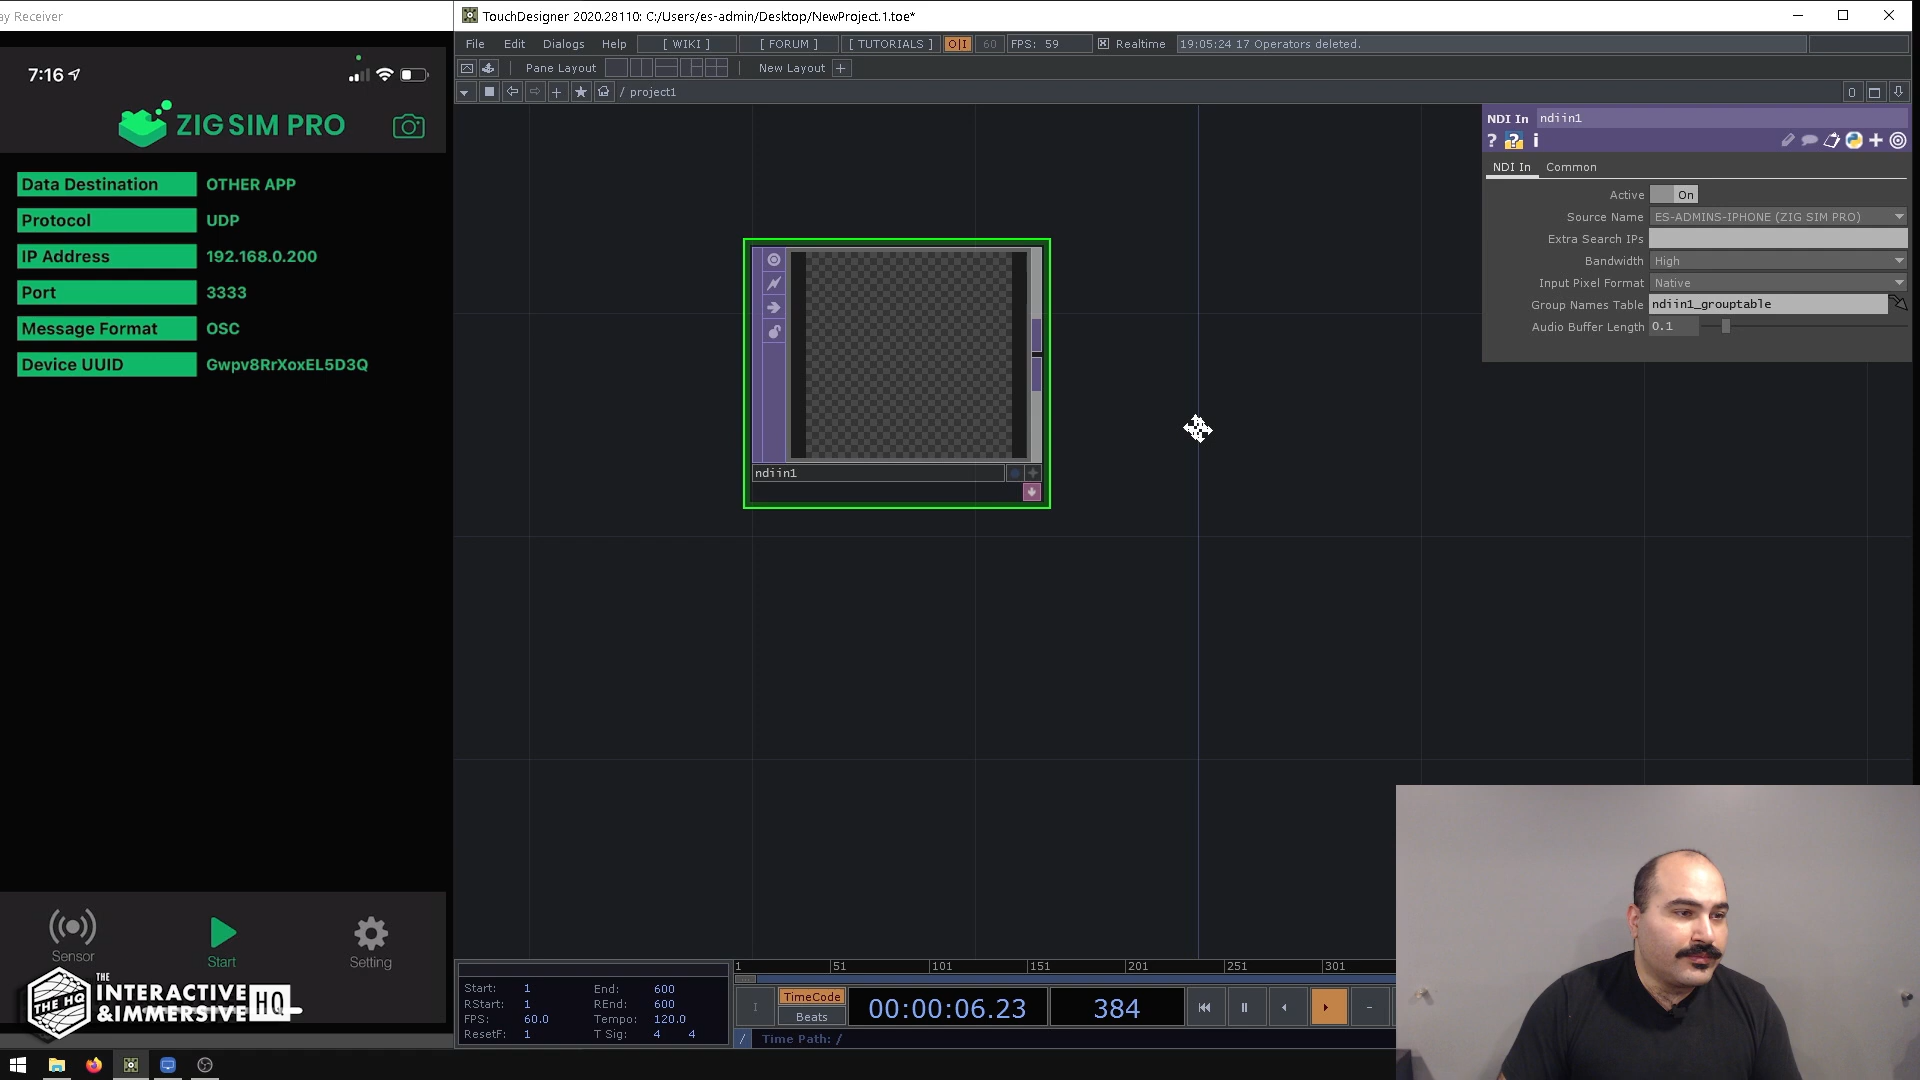 ay Receiver
TouchDesigner 2020.28110: C:/Users/es-admin/Desktop/NewProject.1.toe*
File Edit Dialogs Help [ WIKI ] [ FORUM ] [ TUTORIALS ] O|I 60 FPS: 59 Realtime 19:05:24 17 Operators deleted.
Pane Layout New Layout +
/ project1
0
7:16
ZIG SIM PRO
Data Destination OTHER APP
Protocol UDP
IP Address 192.168.0.200
Port 3333
Message Format OSC
Device UUID Gwpv8RrXoxEL5D3Q
Sensor Start Setting
THE HQ
THE
INTERACTIVE
& IMMERSIVE
HQ
ndiin1
NDI In ndiin1
? ? i
NDI In Common
Active On
Source Name ES-ADMINS-IPHONE (ZIG SIM PRO)
Extra Search IPs
Bandwidth High
Input Pixel Format Native
Group Names Table ndiin1_grouptable
Audio Buffer Length 0.1
1 51 101 151 201 251 301
Start: 1 End: 600
RStart: 1 REnd: 600
FPS: 60.0 Tempo: 120.0
ResetF: 1 T Sig: 4 4
TimeCode
Beats
00:00:06.23 384
/ Time Path: /